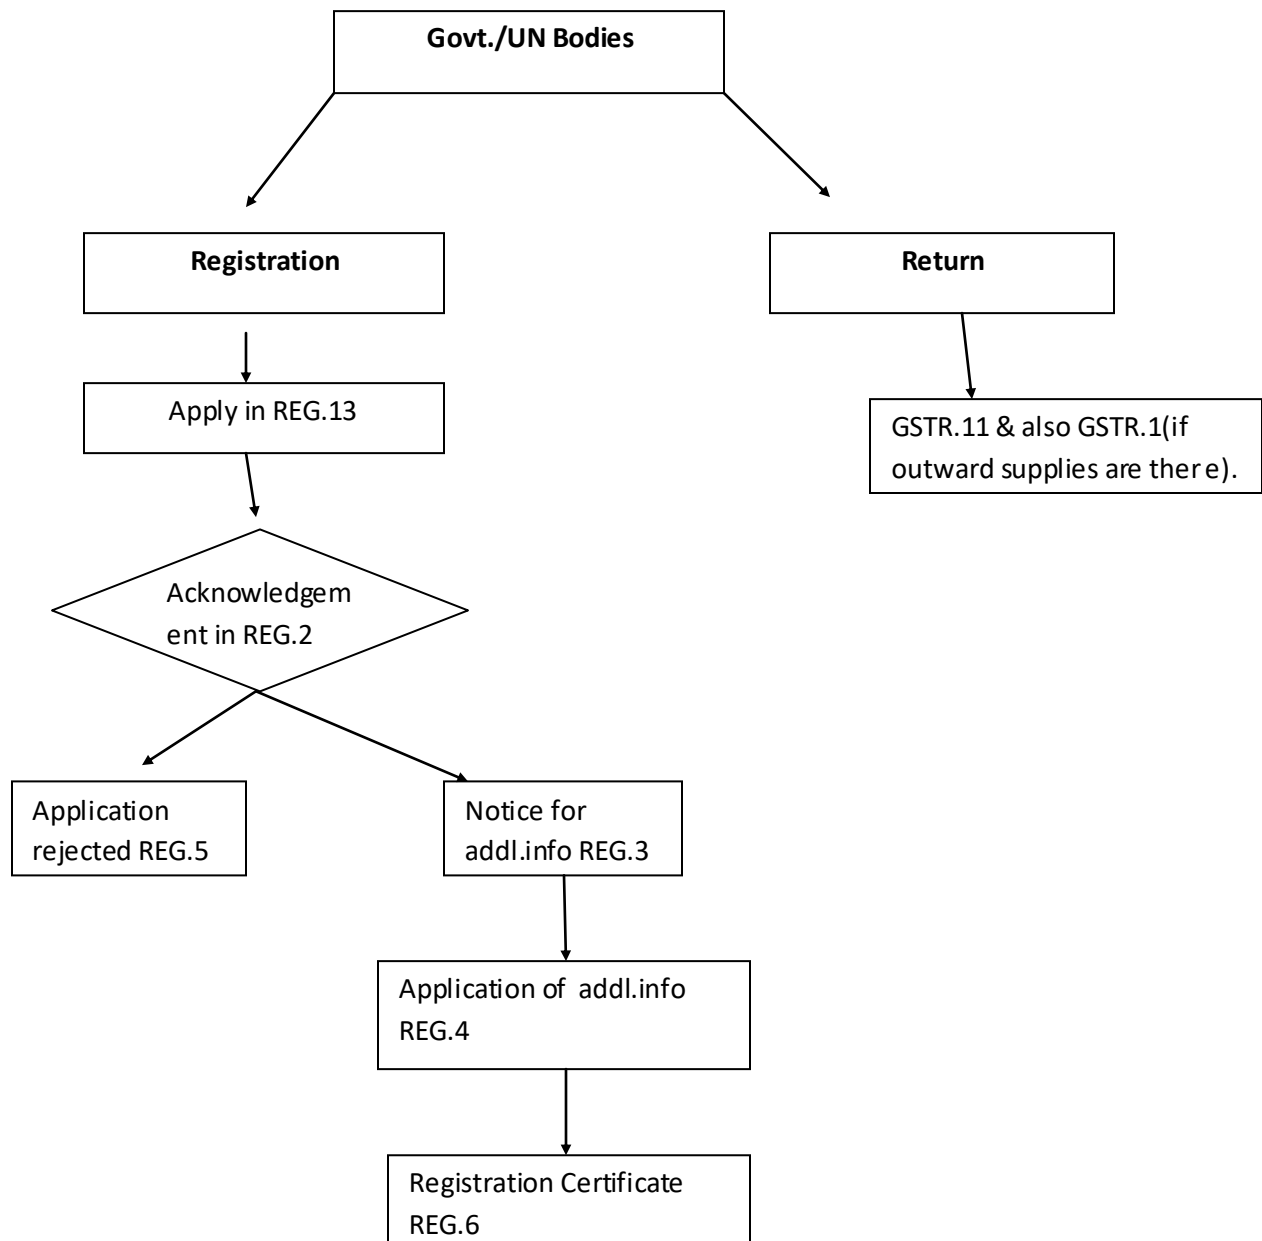 Govt./UN Bodies
Registration
Return
Apply in REG.13
GSTR.11 & also GSTR.1(if
outward supplies are there).
Acknowledgem
ent in REG.2
Application
rejected REG.5
Notice for
addl.info REG.3
Application of addl.info
REG.4
Registration Certificate
REG.6